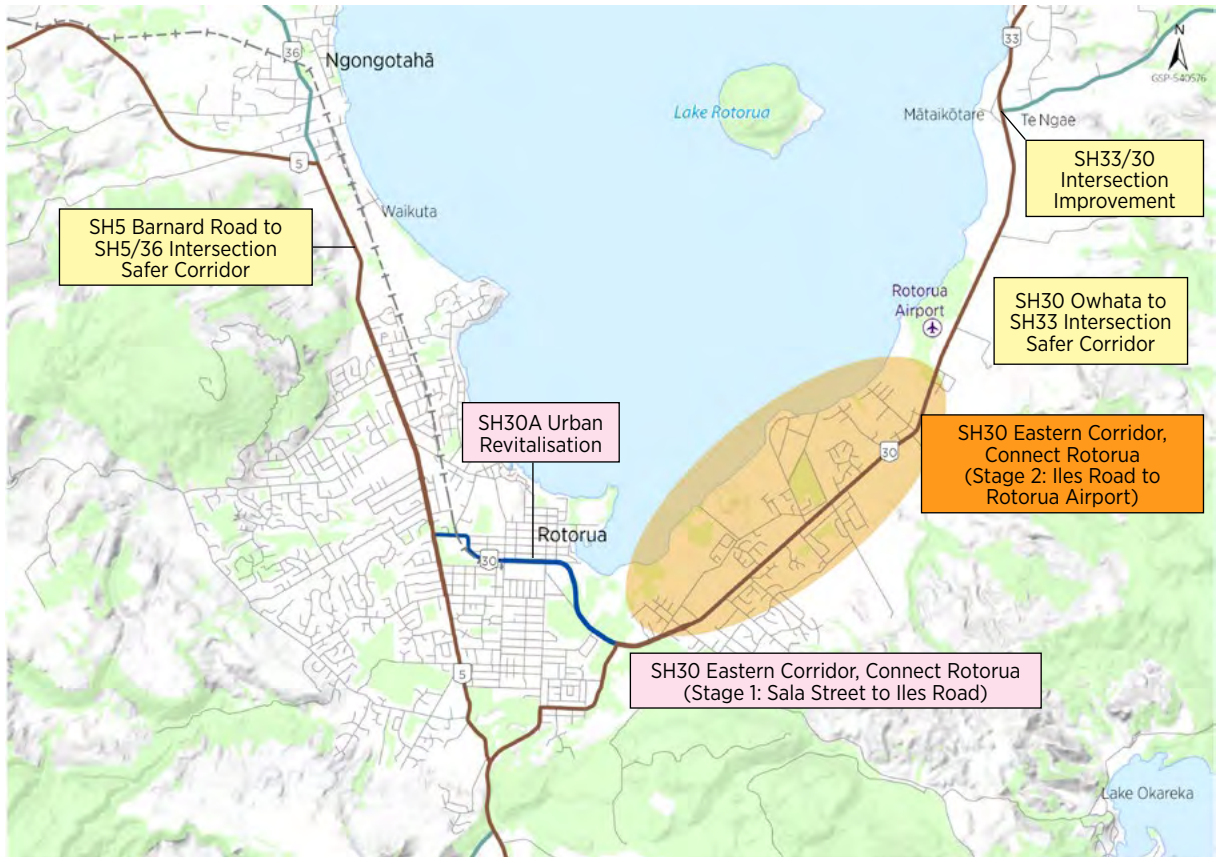 36
Ngongotahā
33
N
GSP-S40576
Lake Rotorua
Mātaikōtare
Te Ngae
SH33/30
Intersection
Improvement
5
Waikuta
SH5 Barnard Road to
SH5/36 Intersection
Safer Corridor
Rotorua
Airport
SH30 Owhata to
SH33 Intersection
Safer Corridor
SH30A Urban
Revitalisation
SH30 Eastern Corridor,
Connect Rotorua
(Stage 2: Iles Road to
Rotorua Airport)
30
Rotorua
30
SH30 Eastern Corridor, Connect Rotorua
(Stage 1: Sala Street to Iles Road)
5
Lake Okareka